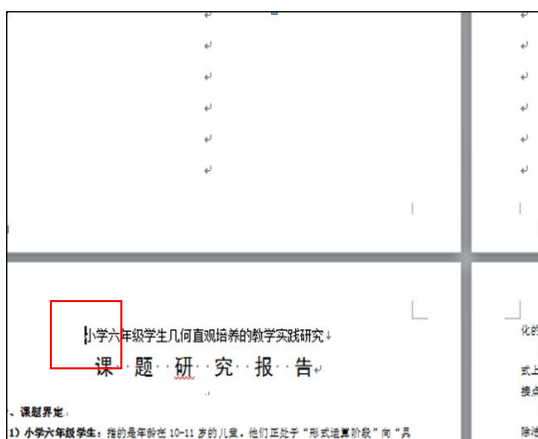 小学六年级学生几何直观培养的教学实践研究
课 题 研 究 报 告
、课题界定
1）小学六年级学生：指的是年龄在 10-11 岁的儿童，他们正处于“形式运算阶段”向“具
化的
式上
接点
除法